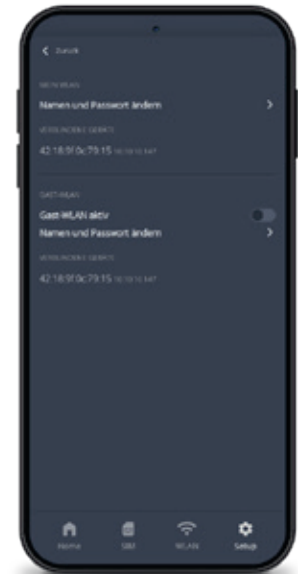 Zurück
MEIN WLAN
Namen und Passwort ändern
VERBUNDENE GERÄTE
42:18:9f:0c:79:15
GAST-WLAN
Gast-WLAN aktiv
Namen und Passwort ändern
VERBUNDENE GERÄTE
42:18:9f:0c:79:15
Home
SIM
WLAN
Setup